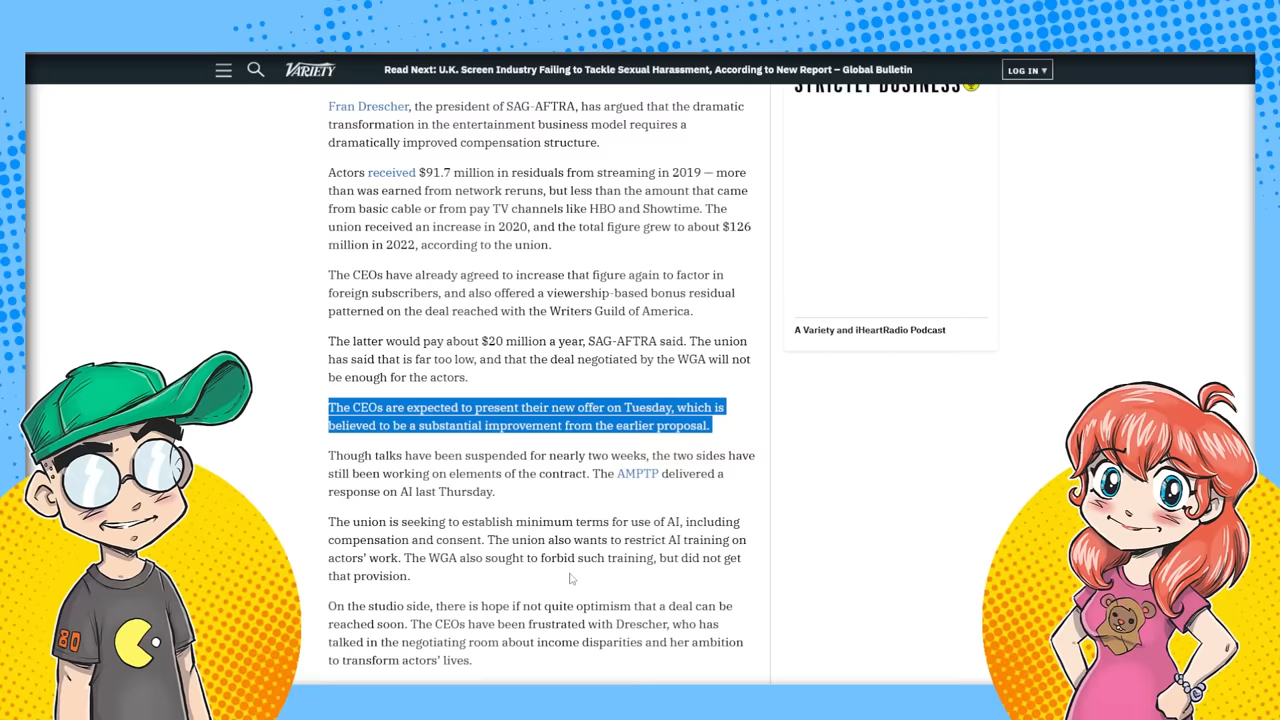 VARIETY
Read Next: U.K. Screen Industry Failing to Tackle Sexual Harassment, According to New Report – Global Bulletin
LOG IN ▾
STRICTLY BUSINESS
Fran Drescher, the president of SAG-AFTRA, has argued that the dramatic
transformation in the entertainment business model requires a
dramatically improved compensation structure.
Actors received $91.7 million in residuals from streaming in 2019 — more
than was earned from network reruns, but less than the amount that came
from basic cable or from pay TV channels like HBO and Showtime. The
union received an increase in 2020, and the total figure grew to about $126
million in 2022, according to the union.
The CEOs have already agreed to increase that figure again to factor in
foreign subscribers, and also offered a viewership-based bonus residual
patterned on the deal reached with the Writers Guild of America.
The latter would pay about $20 million a year, SAG-AFTRA said. The union
has said that is far too low, and that the deal negotiated by the WGA will not
be enough for the actors.
The CEOs are expected to present their new offer on Tuesday, which is
believed to be a substantial improvement from the earlier proposal.
Though talks have been suspended for nearly two weeks, the two sides have
still been working on elements of the contract. The AMPTP delivered a
response on AI last Thursday.
The union is seeking to establish minimum terms for use of AI, including
compensation and consent. The union also wants to restrict AI training on
actors' work. The WGA also sought to forbid such training, but did not get
that provision.
On the studio side, there is hope if not quite optimism that a deal can be
reached soon. The CEOs have been frustrated with Drescher, who has
talked in the negotiating room about income disparities and her ambition
to transform actors' lives.
A Variety and iHeartRadio Podcast
80